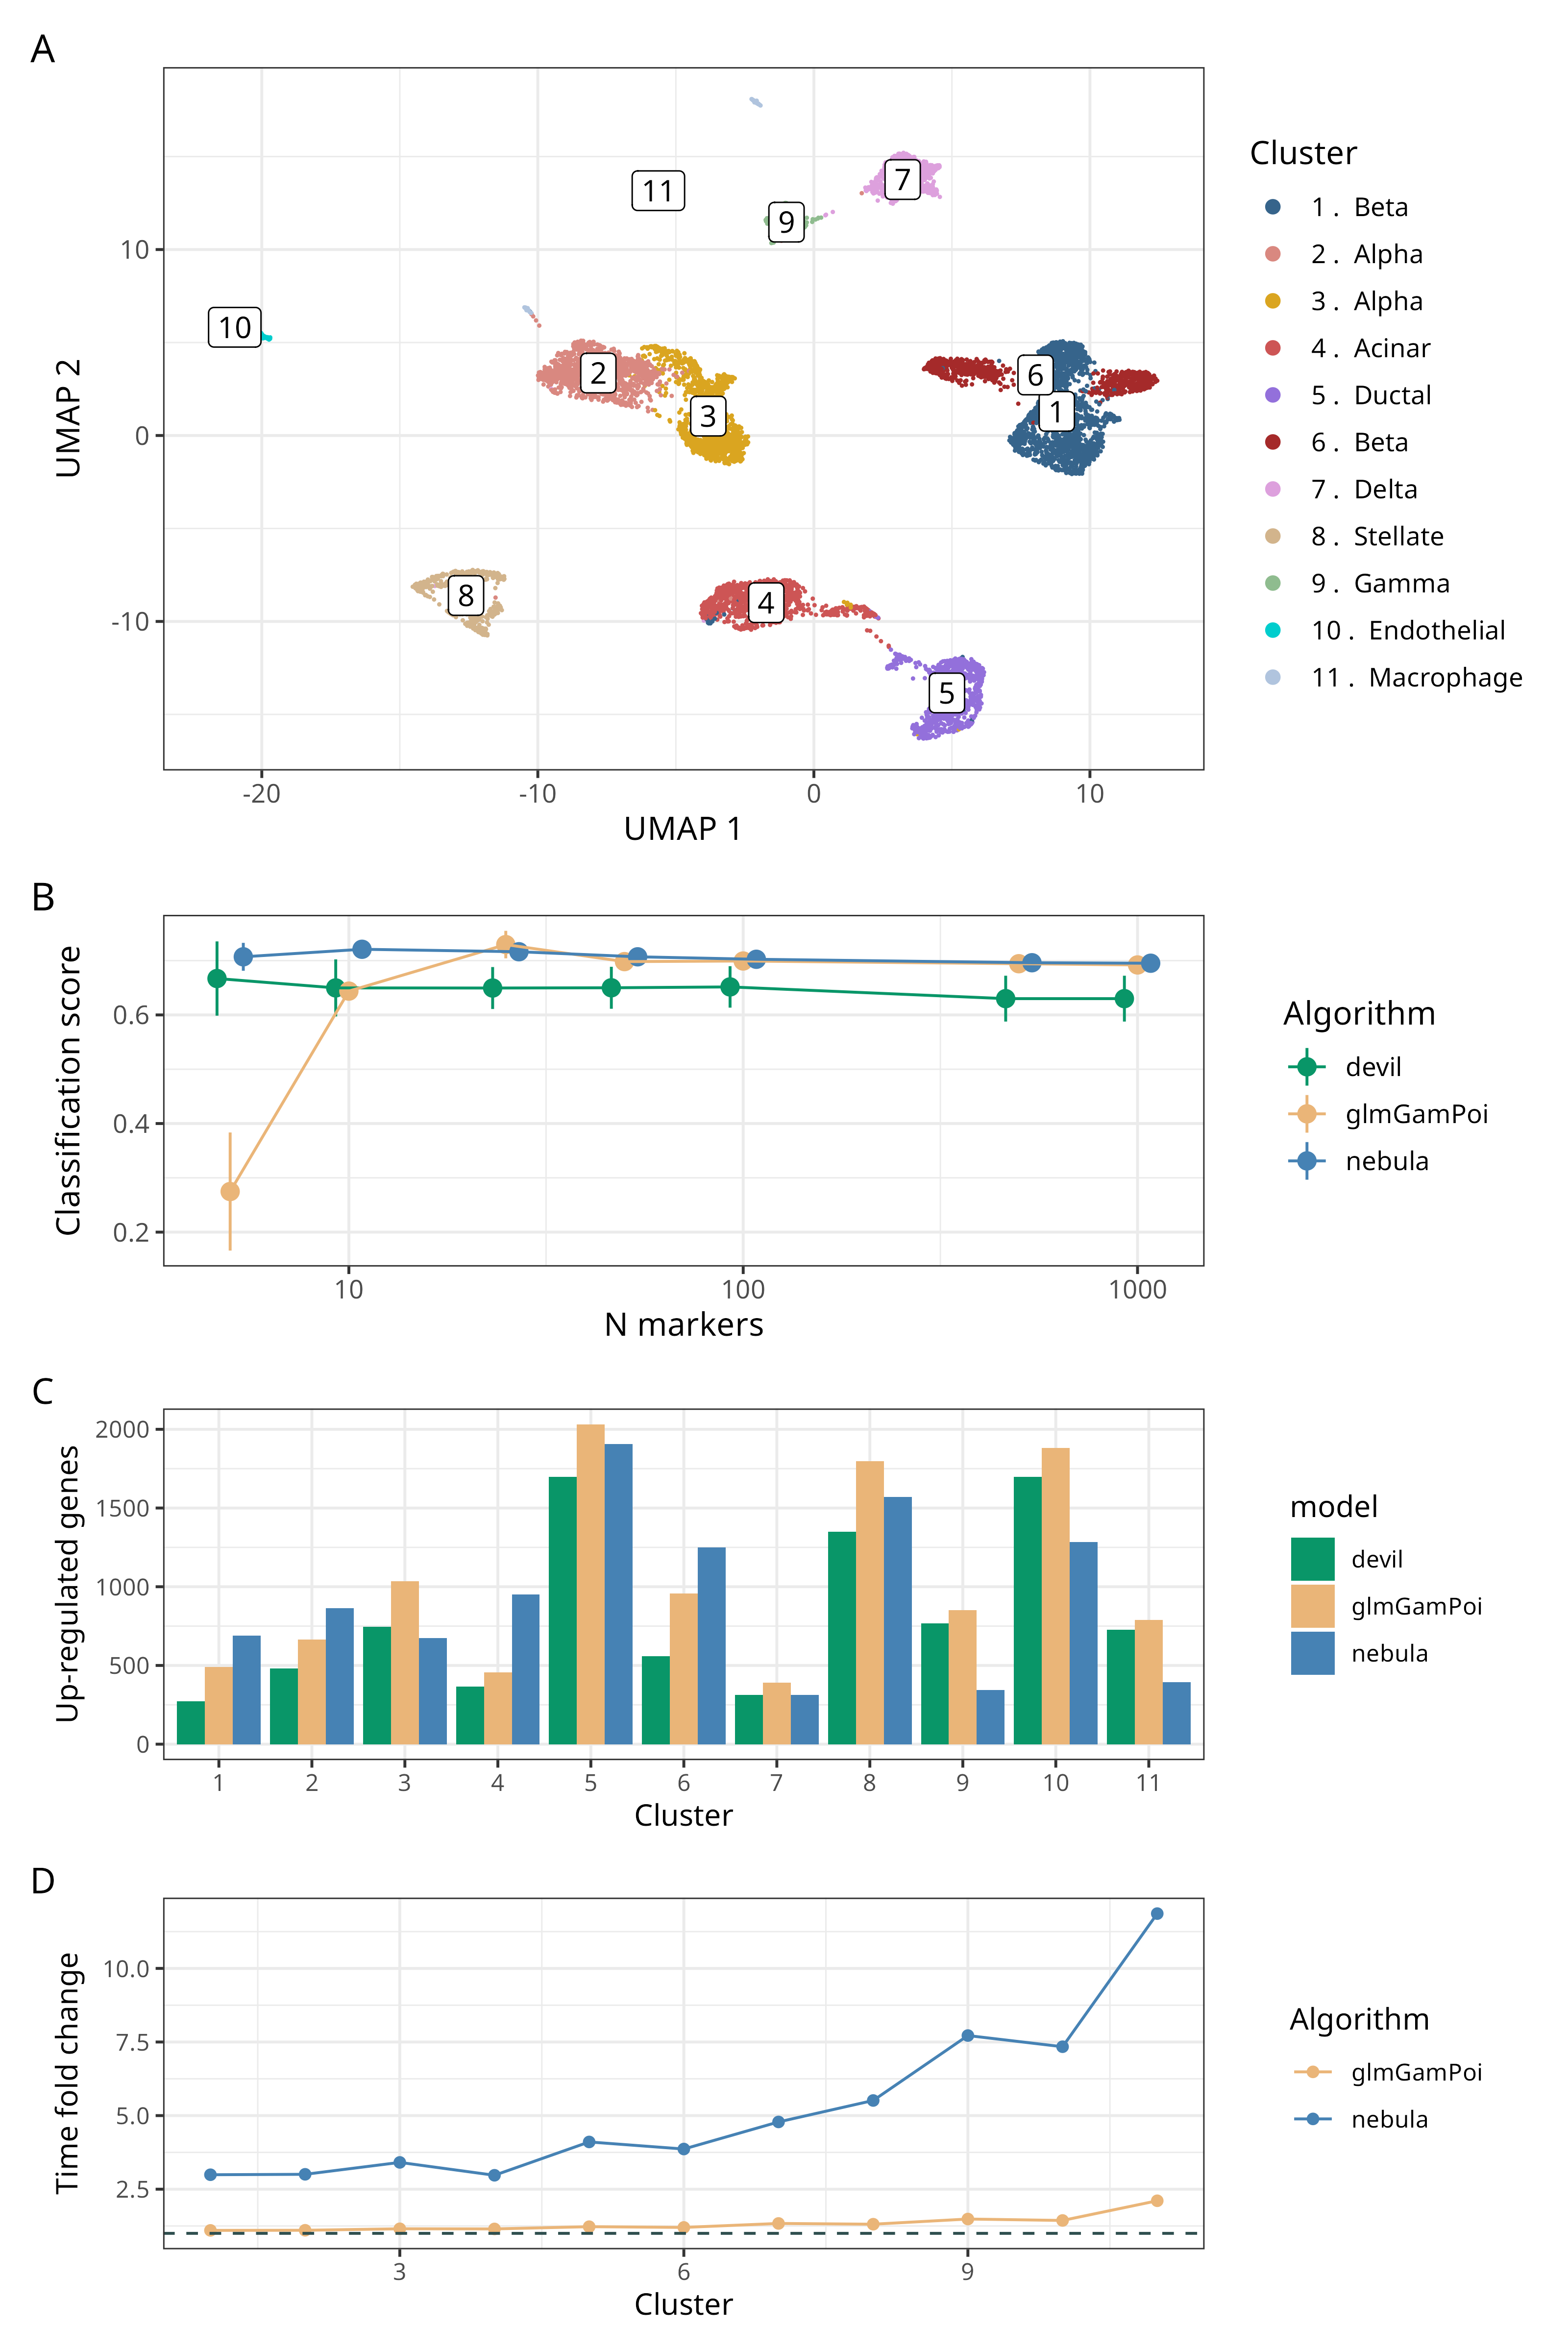 A
11
7
9
10
2
3
6
1
8
4
5
10
0
-10
-20
-10
0
10
UMAP 2
UMAP 1
Cluster
1 . Beta
2 . Alpha
3 . Alpha
4 . Acinar
5 . Ductal
6 . Beta
7 . Delta
8 . Stellate
9 . Gamma
10 . Endothelial
11 . Macrophage
B
Classification score
0.6
0.4
0.2
10
100
1000
N markers
Algorithm
devil
glmGamPoi
nebula
C
Up-regulated genes
2000
1500
1000
500
0
1
2
3
4
5
6
7
8
9
10
11
Cluster
model
devil
glmGamPoi
nebula
D
Time fold change
10.0
7.5
5.0
2.5
3
6
9
Cluster
Algorithm
glmGamPoi
nebula